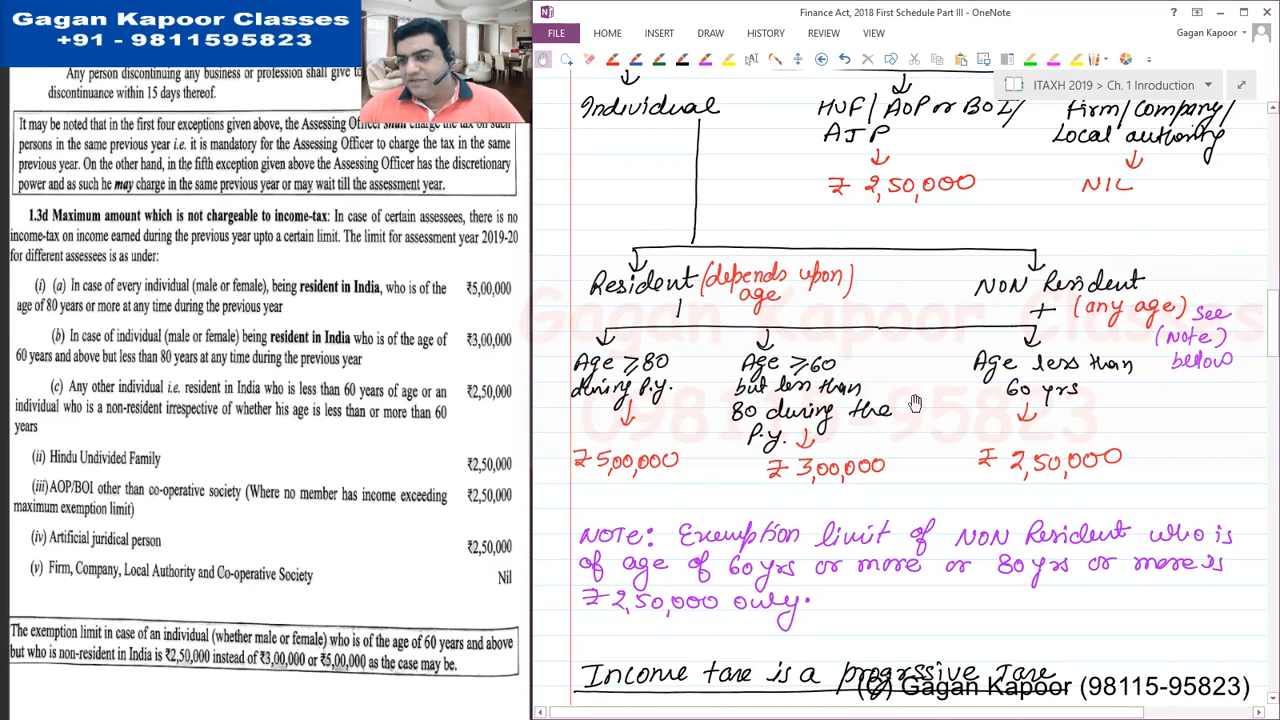 Gagan Kapoor Classes
+91 - 9811595823
Any person discontinuing any business or profession shall give
discontinuance within 15 days thereof.
It may be noted that in the first four exceptions given above, the Assessing Officer shall charge the tax on such
persons in the same previous year i.e. it is mandatory for the Assessing Officer to charge the tax in the same
previous year. On the other hand, in the fifth exception given above the Assessing Officer has the discretionary
power and as such he may charge in the same previous year or may wait till the assessment year.
1.3d Maximum amount which is not chargeable to income-tax: In case of certain assessees, there is no
income-tax on income earned during the previous year upto a certain limit. The limit for assessment year 2019-20
for different assessees is as under:
(i) (a) In case of every individual (male or female), being resident in India, who is of the ₹5,00,000
age of 80 years or more at any time during the previous year
(b) In case of individual (male or female) being resident in India who is of the age of ₹3,00,000
60 years and above but less than 80 years at any time during the previous year
(c) Any other individual i.e. resident in India who is less than 60 years of age or an ₹2,50,000
individual who is a non-resident irrespective of whether his age is less than or more than 60
years
(ii) Hindu Undivided Family ₹2,50,000
(iii) AOP/BOI other than co-operative society (Where no member has income exceeding ₹2,50,000
maximum exemption limit)
(iv) Artificial juridical person ₹2,50,000
(v) Firm, Company, Local Authority and Co-operative Society Nil
The exemption limit in case of an individual (whether male or female) who is of the age of 60 years and above
but who is non-resident in India is ₹2,50,000 instead of ₹3,00,000 or ₹5,00,000 as the case may be.
Finance Act, 2018 First Schedule Part III - OneNote
FILE HOME INSERT DRAW HISTORY REVIEW VIEW
Gagan Kapoor
ITAXH 2019 > Ch. 1 Inroduction
Individual
HUF/AOP or BOI/
AJP
₹ 2,50,000
Firm/Company/
Local authority
NIL
Resident (depends upon
age)
NON Resident
+ (any age) see
(Note)
below
Age ≥80
during P.Y.
₹ 5,00,000
Age ≥60
but less than
80 during the
P.Y.
₹ 3,00,000
Age less than
60 yrs
₹ 2,50,000
NOTE: Exemption limit of NON Resident who is
of age of 60 yrs or more or 80 yrs or more is
₹ 2,50,000 only.
Income taxe is a progressive Taxe
(C) Gagan Kapoor (98115-95823)
Gagan Kapoor Classes